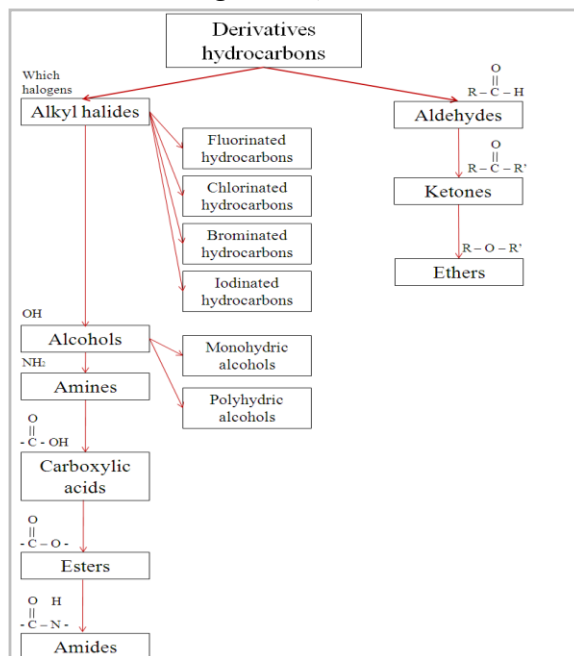 Derivatives
hydrocarbons
Which
halogens
Alkyl halides
Fluorinated
hydrocarbons
Chlorinated
hydrocarbons
Brominated
hydrocarbons
Iodinated
hydrocarbons
OH
Alcohols
Monohydric
alcohols
Polyhydric
alcohols
NH₂
Amines
O
||
- C - OH
Carboxylic
acids
O
||
- C - O -
Esters
O H
|| |
- C - N -
Amides
O
||
R - C - H
Aldehydes
O
||
R - C - R'
Ketones
R - O - R'
Ethers